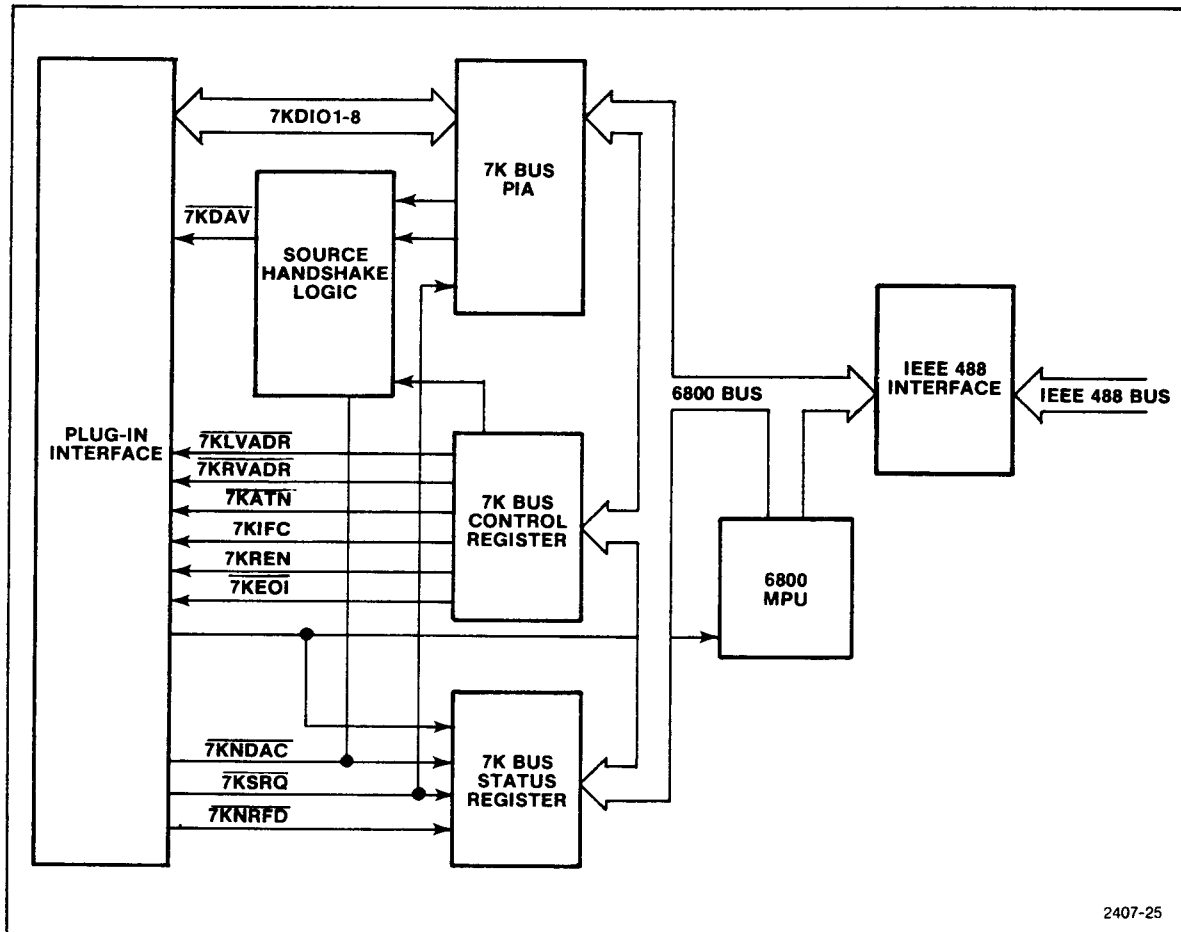 7KDIO1-8
7K BUS
PIA
7KDAV
SOURCE
HANDSHAKE
LOGIC
IEEE 488
INTERFACE
6800 BUS
IEEE 488 BUS
PLUG-IN
INTERFACE
7KLVADR
7KRVADR
7KATN
7KIFC
7KREN
7KEOI
7K BUS
CONTROL
REGISTER
6800
MPU
7KNDAC
7KSRQ
7KNRFD
7K BUS
STATUS
REGISTER
2407-25